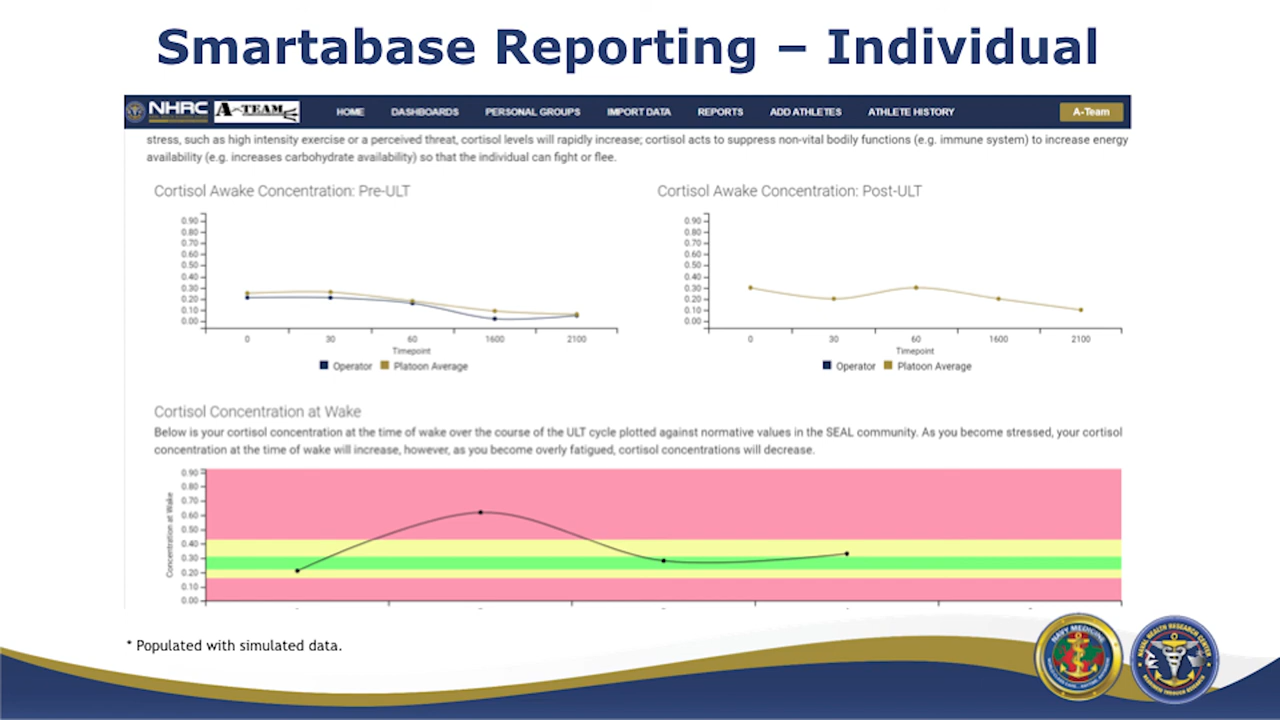 Smartabase Reporting – Individual
NHRC A-TEAM HOME DASHBOARDS PERSONAL GROUPS IMPORT DATA REPORTS ADD ATHLETES ATHLETE HISTORY A-Team
stress, such as high intensity exercise or a perceived threat, cortisol levels will rapidly increase; cortisol acts to suppress non-vital bodily functions (e.g. immune system) to increase energy
availability (e.g. increases carbohydrate availability) so that the individual can fight or flee.
Cortisol Awake Concentration: Pre-ULT
0.90
0.80
0.70
0.60
0.50
0.40
0.30
0.20
0.10
0.00
0 30 60 1600 2100
Timepoint
Operator Platoon Average
Cortisol Awake Concentration: Post-ULT
0.90
0.80
0.70
0.60
0.50
0.40
0.30
0.20
0.10
0.00
0 30 60 1600 2100
Timepoint
Operator Platoon Average
Cortisol Concentration at Wake
Below is your cortisol concentration at the time of wake over the course of the ULT cycle plotted against normative values in the SEAL community. As you become stressed, your cortisol
concentration at the time of wake will increase, however, as you become overly fatigued, cortisol concentrations will decrease.
Concentration at Wake
0.90
0.80
0.70
0.60
0.50
0.40
0.30
0.20
0.10
0.00
* Populated with simulated data.
NAVY MEDICINE
NAVAL HEALTH RESEARCH CENTER